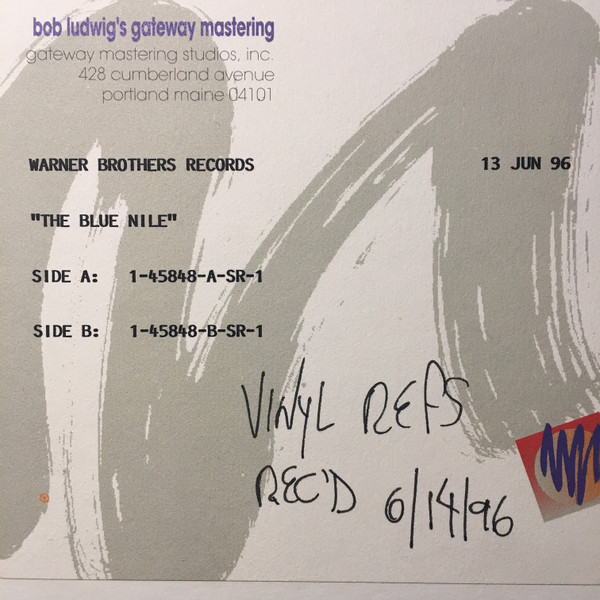 bob ludwig's gateway mastering
gateway mastering studios, inc.
428 cumberland avenue
portland maine 04101
WARNER BROTHERS RECORDS 13 JUN 96
"THE BLUE NILE"
SIDE A: 1-45848-A-SR-1
SIDE B: 1-45848-B-SR-1
VINYL REFS
REC'D 6/14/96